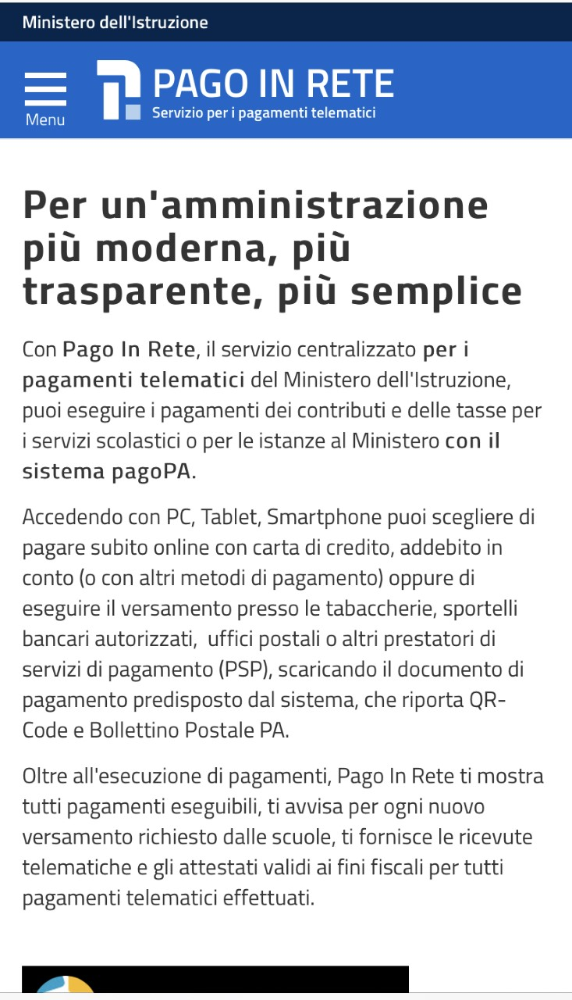 Ministero dell'Istruzione
Menu
PAGO IN RETE
Servizio per i pagamenti telematici
Per un'amministrazione
più moderna, più
trasparente, più semplice
Con Pago In Rete, il servizio centralizzato per i
pagamenti telematici del Ministero dell'Istruzione,
puoi eseguire i pagamenti dei contributi e delle tasse per
i servizi scolastici o per le istanze al Ministero con il
sistema pagoPA.
Accedendo con PC, Tablet, Smartphone puoi scegliere di
pagare subito online con carta di credito, addebito in
conto (o con altri metodi di pagamento) oppure di
eseguire il versamento presso le tabaccherie, sportelli
bancari autorizzati,  uffici postali o altri prestatori di
servizi di pagamento (PSP), scaricando il documento di
pagamento predisposto dal sistema, che riporta QR-
Code e Bollettino Postale PA.
Oltre all'esecuzione di pagamenti, Pago In Rete ti mostra
tutti pagamenti eseguibili, ti avvisa per ogni nuovo
versamento richiesto dalle scuole, ti fornisce le ricevute
telematiche e gli attestati validi ai fini fiscali per tutti
pagamenti telematici effettuati.